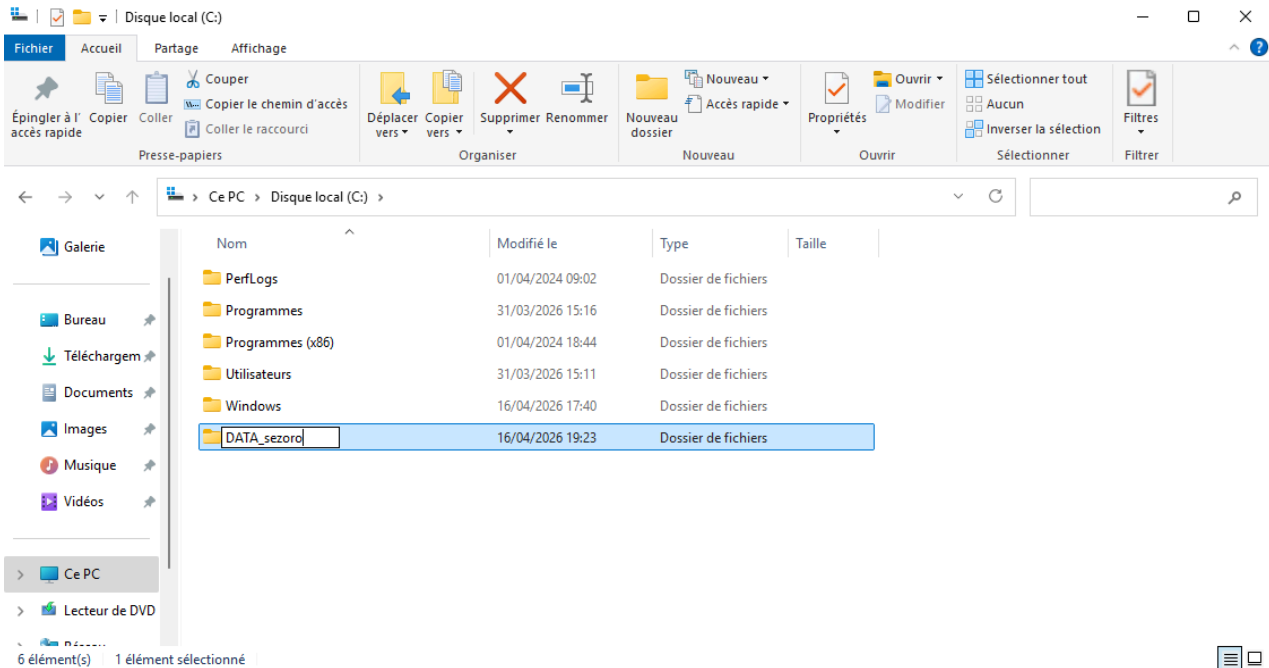 Disque local (C:)
Fichier Accueil Partage Affichage
Épingler à l' accès rapide
Copier
Coller
Couper
Copier le chemin d'accès
Coller le raccourci
Presse-papiers
Déplacer vers
Copier vers
Supprimer
Renommer
Organiser
Nouveau dossier
Nouveau
Accès rapide
Nouveau
Propriétés
Ouvrir
Modifier
Ouvrir
Sélectionner tout
Aucun
Inverser la sélection
Sélectionner
Filtres
Filtrer
Ce PC > Disque local (C:) >
Galerie
Bureau
Téléchargem
Documents
Images
Musique
Vidéos
Ce PC
Lecteur de DVD
Réseau
Nom Modifié le Type Taille
PerfLogs 01/04/2024 09:02 Dossier de fichiers
Programmes 31/03/2026 15:16 Dossier de fichiers
Programmes (x86) 01/04/2024 18:44 Dossier de fichiers
Utilisateurs 31/03/2026 15:11 Dossier de fichiers
Windows 16/04/2026 17:40 Dossier de fichiers
DATA_sezoro 16/04/2026 19:23 Dossier de fichiers
6 élément(s) 1 élément sélectionné